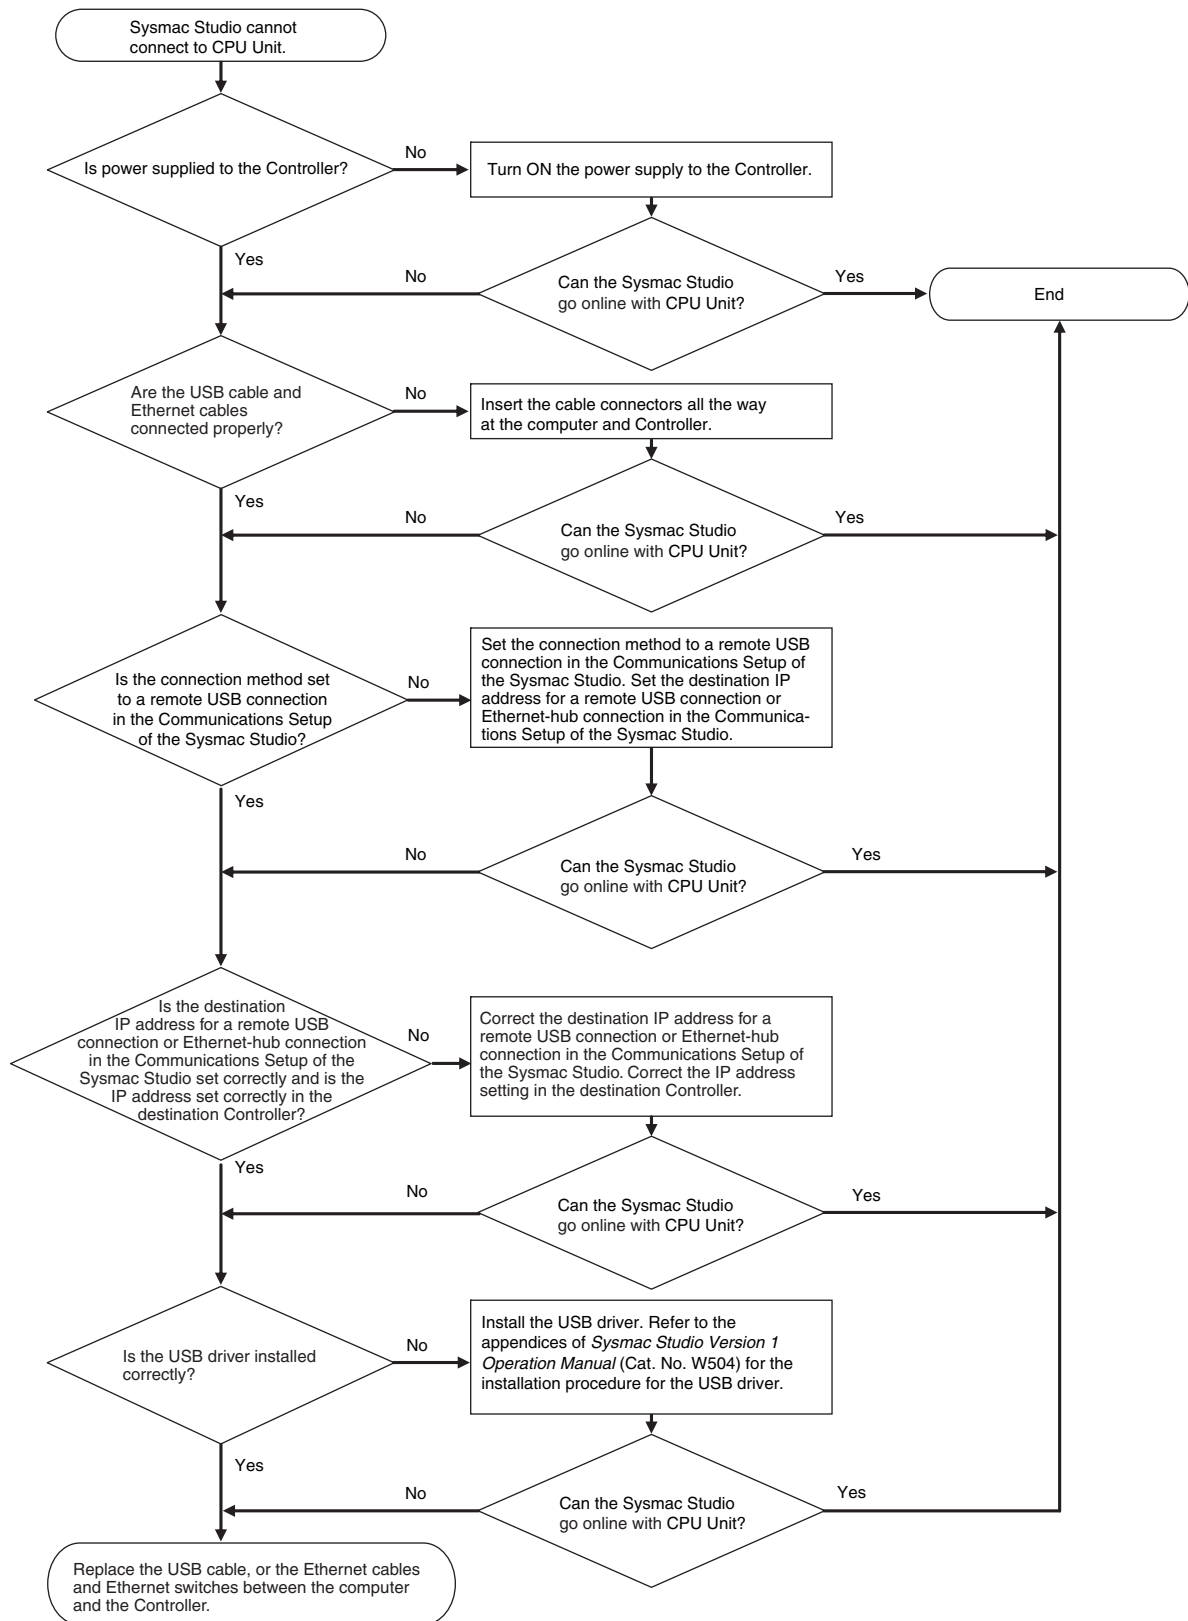 Sysmac Studio cannot
connect to CPU Unit.
Is power supplied to the Controller?
No
Turn ON the power supply to the Controller.
Yes
No
Can the Sysmac Studio
go online with CPU Unit?
Yes
End
Are the USB cable and
Ethernet cables
connected properly?
No
Insert the cable connectors all the way
at the computer and Controller.
Yes
No
Can the Sysmac Studio
go online with CPU Unit?
Yes
Is the connection method set
to a remote USB connection
in the Communications Setup
of the Sysmac Studio?
No
Set the connection method to a remote USB
connection in the Communications Setup of
the Sysmac Studio. Set the destination IP
address for a remote USB connection or
Ethernet-hub connection in the Communica-
tions Setup of the Sysmac Studio.
Yes
No
Can the Sysmac Studio
go online with CPU Unit?
Yes
Is the destination
IP address for a remote USB
connection or Ethernet-hub connection
in the Communications Setup of the
Sysmac Studio set correctly and is the
IP address set correctly in the
destination Controller?
No
Correct the destination IP address for a
remote USB connection or Ethernet-hub
connection in the Communications Setup of
the Sysmac Studio. Correct the IP address
setting in the destination Controller.
Yes
No
Can the Sysmac Studio
go online with CPU Unit?
Yes
Is the USB driver installed
correctly?
No
Install the USB driver. Refer to the
appendices of Sysmac Studio Version 1
Operation Manual (Cat. No. W504) for the
installation procedure for the USB driver.
Yes
No
Can the Sysmac Studio
go online with CPU Unit?
Yes
Replace the USB cable, or the Ethernet cables
and Ethernet switches between the computer
and the Controller.